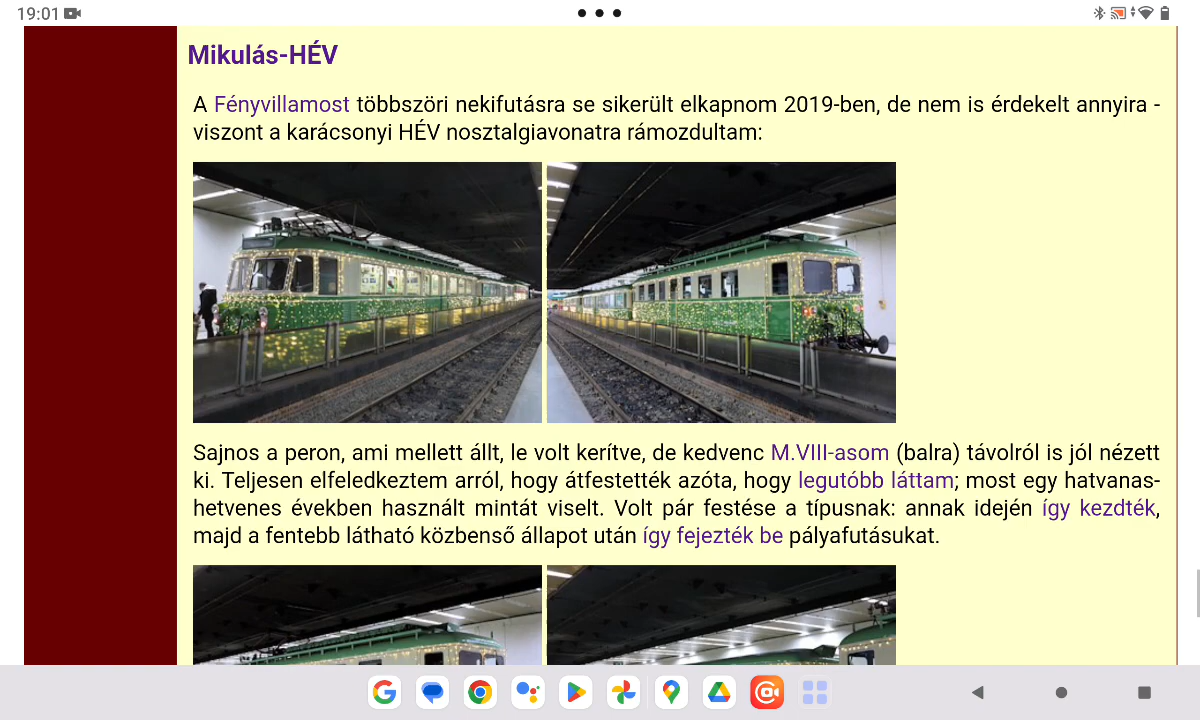 19:01
Mikulás-HÉV
A Fényvillamost többszöri nekifutásra se sikerült elkapnom 2019-ben, de nem is érdekelt annyira -
viszont a karácsonyi HÉV nosztalgiavonatra rámozdultam:
Sajnos a peron, ami mellett állt, le volt kerítve, de kedvenc M.VIII-asom (balra) távolról is jól nézett
ki. Teljesen elfeledkeztem arról, hogy átfestették azóta, hogy legutóbb láttam; most egy hatvanas-
hetvenes években használt mintát viselt. Volt pár festése a típusnak: annak idején így kezdték,
majd a fentebb látható közbenső állapot után így fejezték be pályafutásukat.